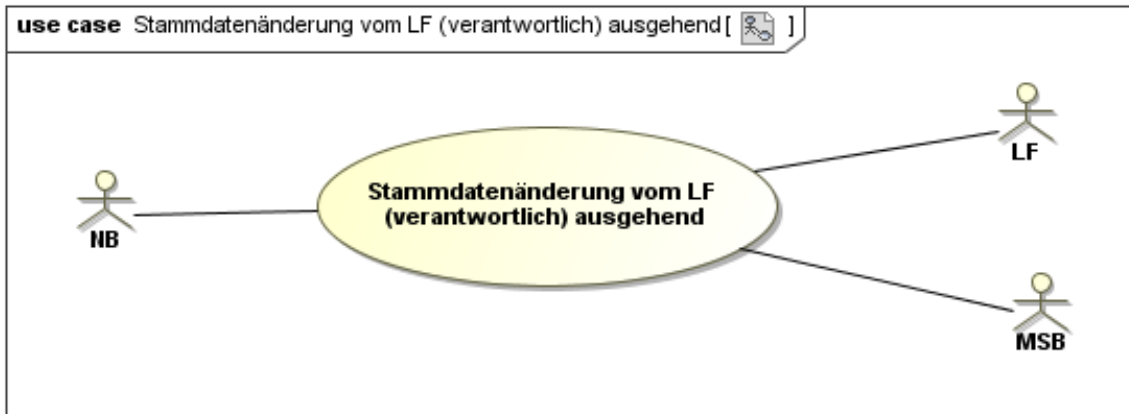 use case Stammdatenänderung vom LF (verantwortlich) ausgehend [ ]
LF
Stammdatenänderung vom LF
(verantwortlich) ausgehend
NB
MSB